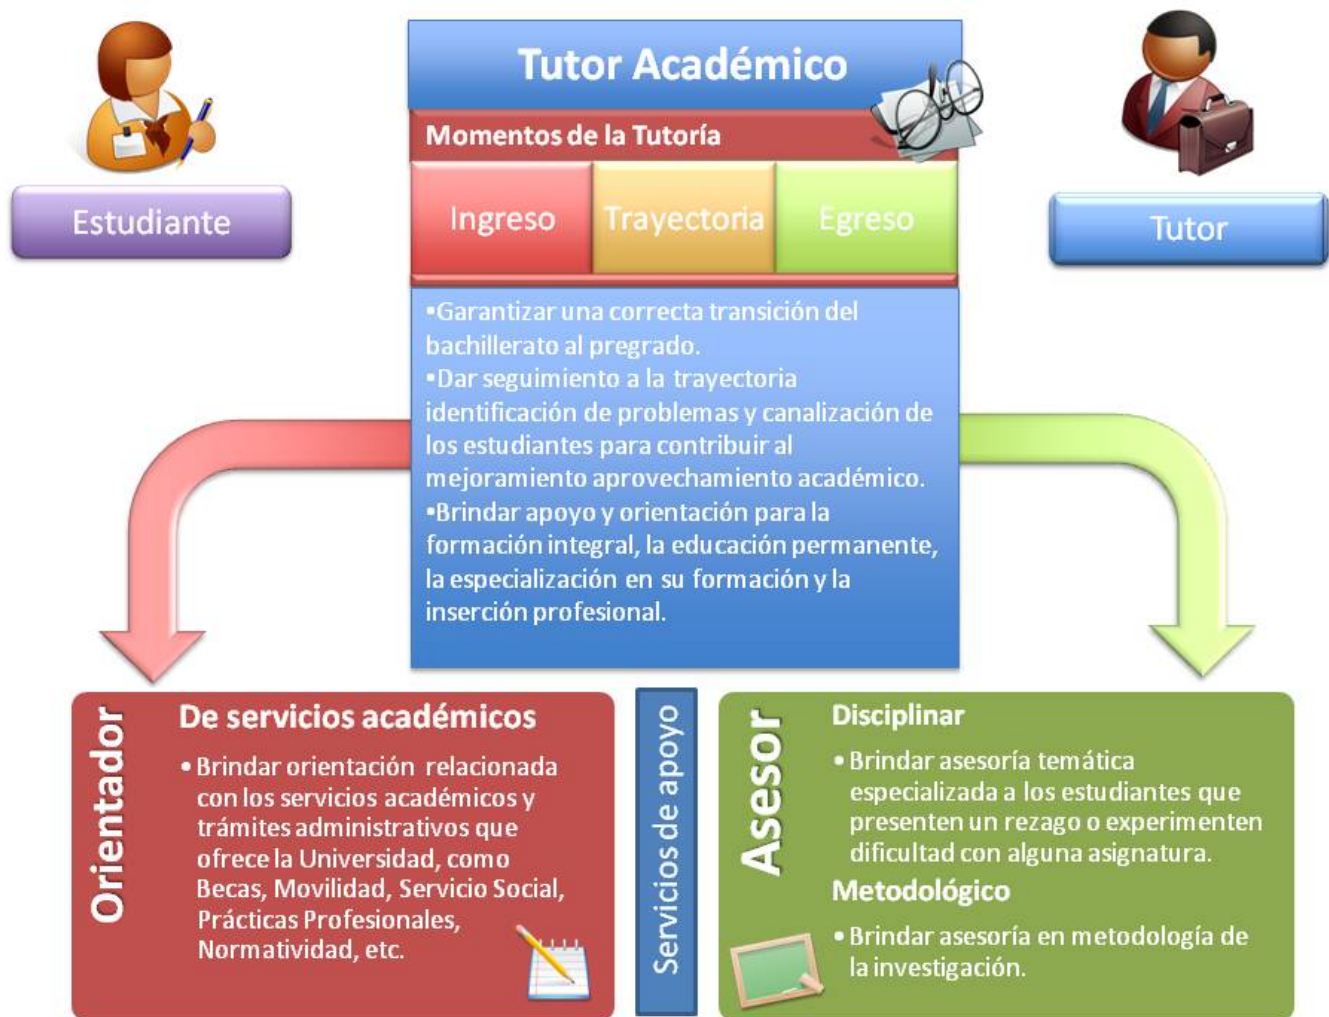 Tutor Académico
Momentos de la Tutoría
Estudiante
Ingreso
Trayectoria
Egreso
Tutor
•Garantizar una correcta transición del
bachillerato al pregrado.
•Dar seguimiento a la trayectoria
identificación de problemas y canalización de
los estudiantes para contribuir al
mejoramiento aprovechamiento académico.
•Brindar apoyo y orientación para la
formación integral, la educación permanente,
la especialización en su formación y la
inserción profesional.
Orientador
De servicios académicos
• Brindar orientación relacionada
con los servicios académicos y
trámites administrativos que
ofrece la Universidad, como
Becas, Movilidad, Servicio Social,
Prácticas Profesionales,
Normatividad, etc.
Servicios de apoyo
Asesor
Disciplinar
• Brindar asesoría temática
especializada a los estudiantes que
presenten un rezago o experimenten
dificultad con alguna asignatura.
Metodológico
• Brindar asesoría en metodología de
la investigación.